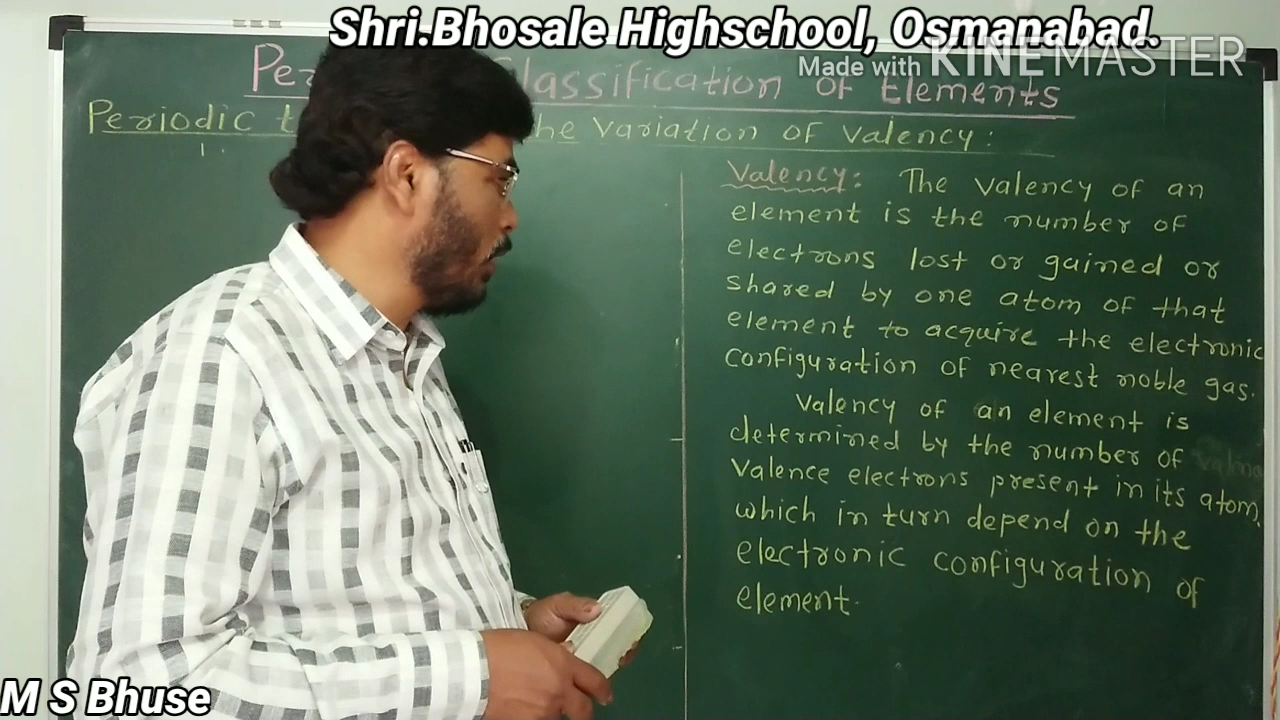 Shri.Bhosale Highschool, Osmanabad.
Made with KINEMASTER
Classification of Elements
Periodic the Variation of Valency:
Valency: The Valency of an
element is the number of
electrons lost or gained or
shared by one atom of that
element to acquire the electronic
configuration of nearest noble gas.
Valency of an element is
determined by the number of
Valence electrons present in its atom,
which in turn depend on the
electronic configuration of
element.
M S Bhuse